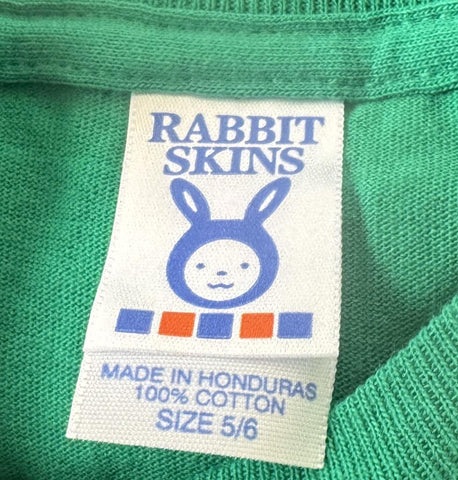 RABBIT
SKINS
MADE IN HONDURAS
100% COTTON
SIZE 5/6